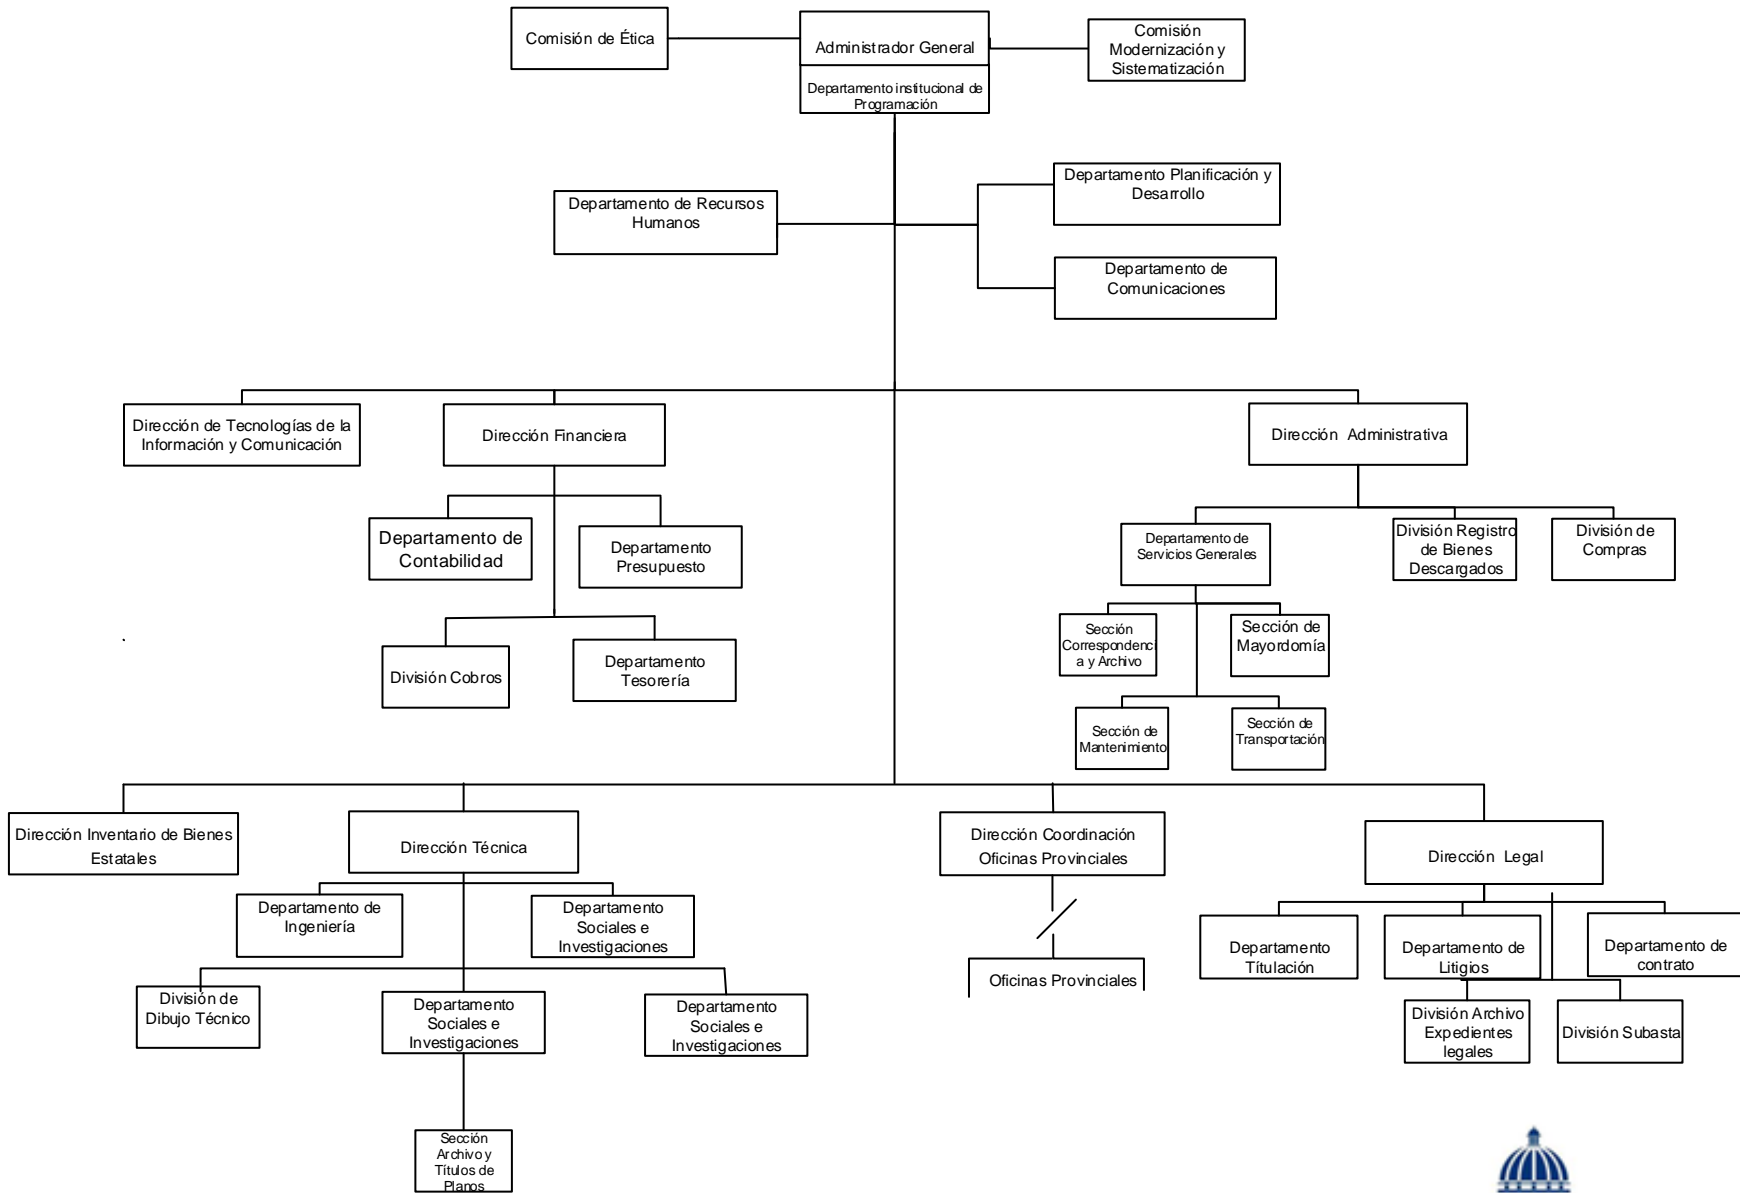 Comisión de Ética
Administrador General
Comisión
Modernización y
Sistematización
Departamento institucional de
Programación
Departamento Planificación y
Desarrollo
Departamento de Recursos
Humanos
Departamento de
Comunicaciones
Dirección de Tecnologías de la
Información y Comunicación
Dirección Financiera
Dirección Administrativa
Departamento de
Contabilidad
Departamento
Presupuesto
Departamento de
Servicios Generales
División Registro
de Bienes
Descargados
División de
Compras
Sección
Correspondenci
a y Archivo
Sección de
Mayordomía
División Cobros
Departamento
Tesorería
Sección de
Mantenimiento
Sección de
Transportación
Dirección Inventario de Bienes
Estatales
Dirección Técnica
Dirección Coordinación
Oficinas Provinciales
Dirección Legal
Departamento de
Ingeniería
Departamento
Sociales e
Investigaciones
Departamento
Títulación
Departamento de
Litigios
Departamento de
contrato
Oficinas Provinciales
División de
Dibujo Técnico
Departamento
Sociales e
Investigaciones
Departamento
Sociales e
Investigaciones
División Archivo
Expedientes
legales
División Subasta
Sección
Archivo y
Títulos de
Planos